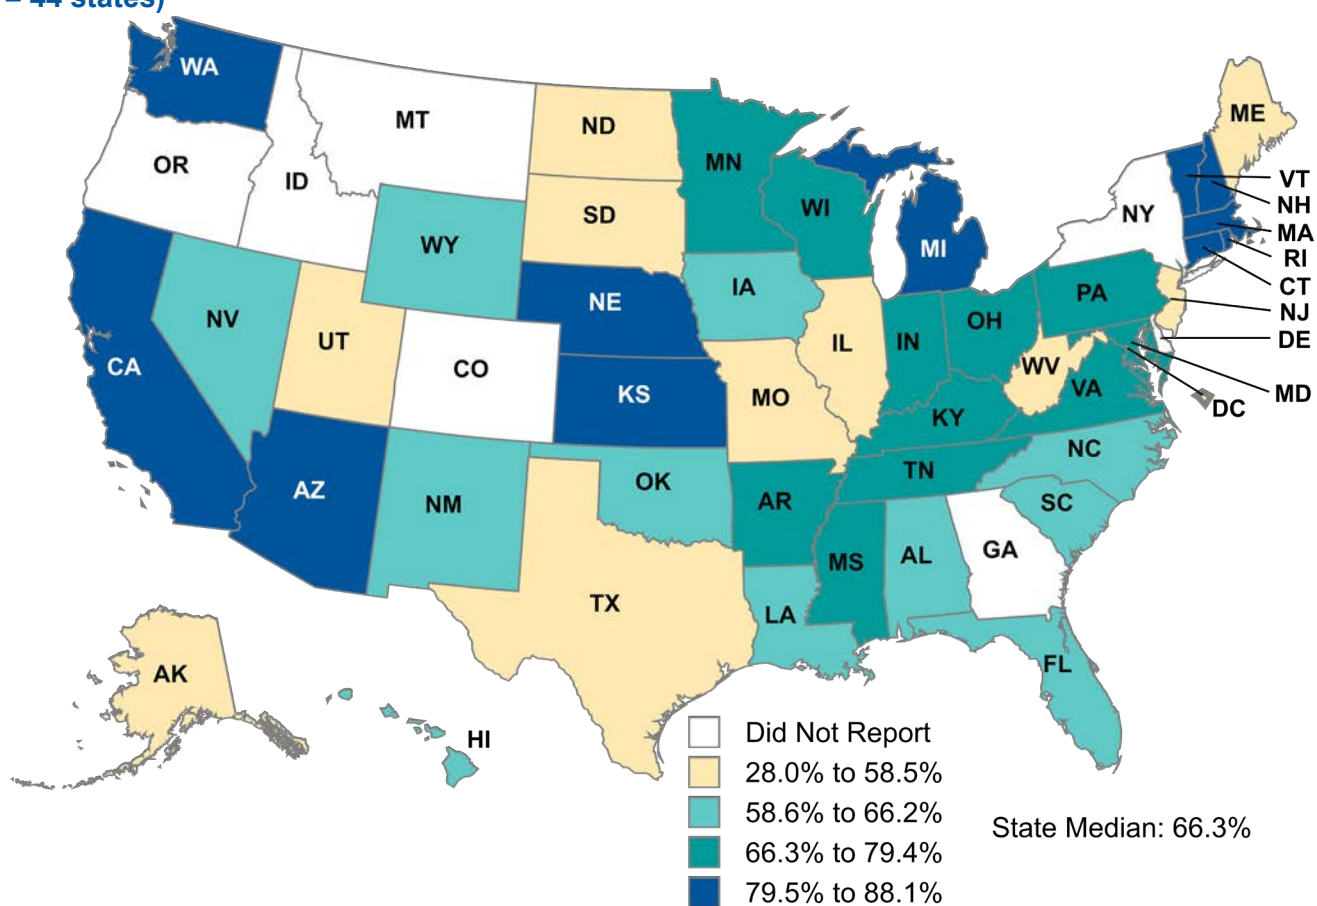 = 44 states)
WA
MT
ND
ME
MN
OR
ID
VT
NH
SD
WI
NY
MA
WY
MI
RI
IA
CT
NE
PA
NJ
NV
OH
UT
IL
IN
DE
CA
CO
WV
KS
MO
VA
MD
DC
KY
NC
TN
OK
AZ
NM
AR
SC
GA
AL
MS
TX
LA
FL
AK
HI
Did Not Report
28.0% to 58.5%
58.6% to 66.2%
State Median: 66.3%
66.3% to 79.4%
79.5% to 88.1%